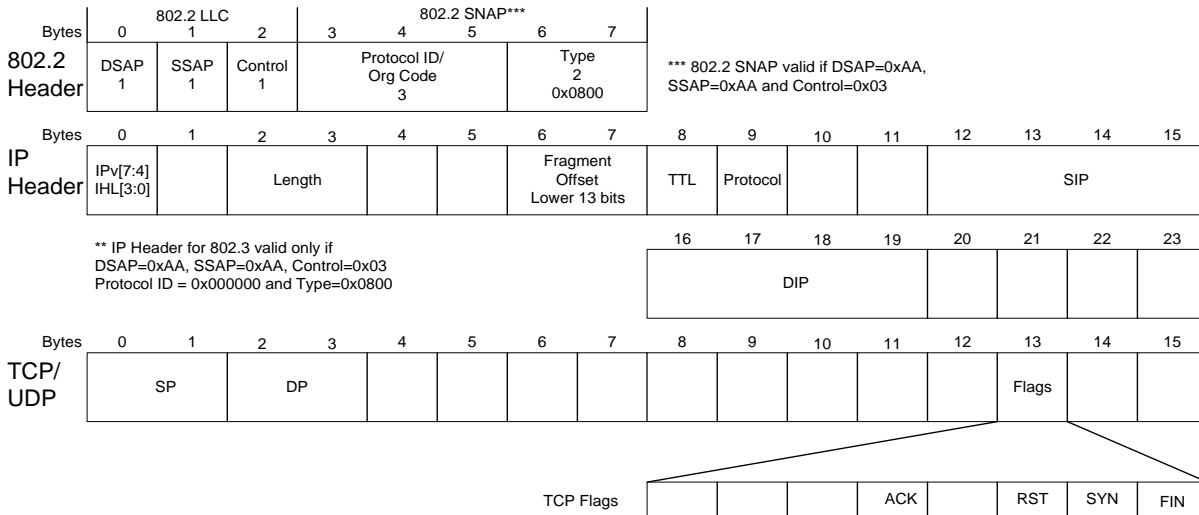 802.2 LLC 802.2 SNAP***
Bytes 0 1 2 3 4 5 6 7
802.2 Header
DSAP 1
SSAP 1
Control 1
Protocol ID/
Org Code
3
Type
2
0x0800
*** 802.2 SNAP valid if DSAP=0xAA,
SSAP=0xAA and Control=0x03
Bytes 0 1 2 3 4 5 6 7 8 9 10 11 12 13 14 15
IP Header
IPv[7:4]
IHL[3:0]
Length
Fragment
Offset
Lower 13 bits
TTL
Protocol
SIP
16 17 18 19 20 21 22 23
** IP Header for 802.3 valid only if
DSAP=0xAA, SSAP=0xAA, Control=0x03
Protocol ID = 0x000000 and Type=0x0800
DIP
Bytes 0 1 2 3 4 5 6 7 8 9 10 11 12 13 14 15
TCP/
UDP
SP
DP
Flags
TCP Flags ACK RST SYN FIN